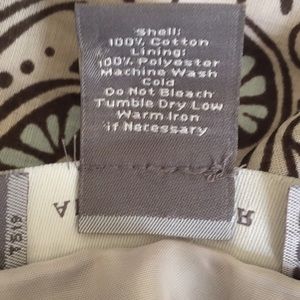 Shell:
100% Cotton
Lining:
100% Polyester
Machine Wash
Cold
Do Not Bleach
Tumble Dry Low
Warm Iron
if Necessary